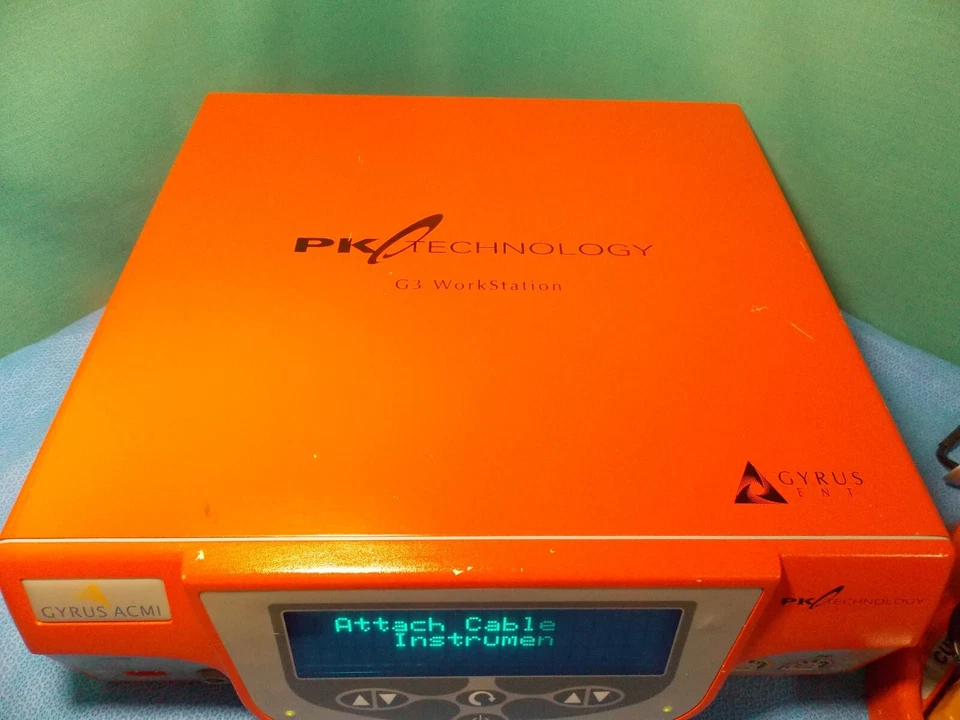 PK TECHNOLOGY
G3 WorkStation
GYRUS
ENT
GYRUS ACMI
PK TECHNOLOGY
Attach Cable
Instrumen